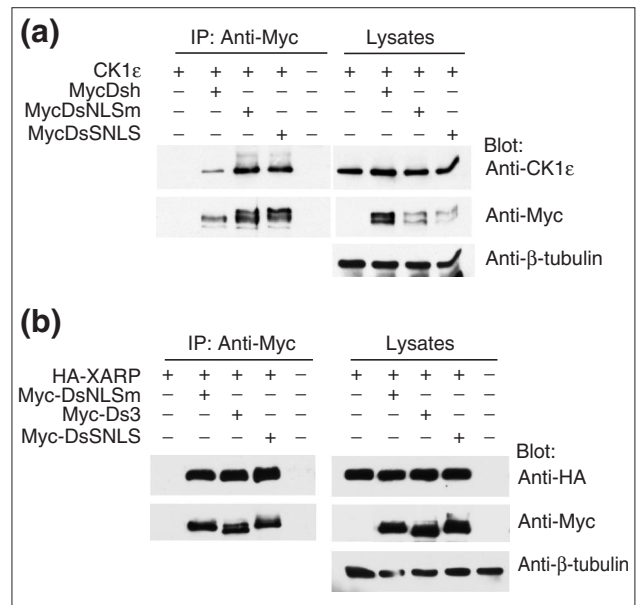 (a)
IP: Anti-Myc Lysates
CK1ε + + + + – + + + +
MycDsh – + – – – – + – –
MycDsNLSm – – + – – – – + –
MycDsSNLS – – – + – – – – +
Blot:
Anti-CK1ε
Anti-Myc
Anti-β-tubulin
(b)
IP: Anti-Myc Lysates
HA-XARP + + + + – + + + + –
Myc-DsNLSm – + – – – – + – – –
Myc-Ds3 – – + – – – – + – –
Myc-DsSNLS – – – + – – – – + –
Blot:
Anti-HA
Anti-Myc
Anti-β-tubulin